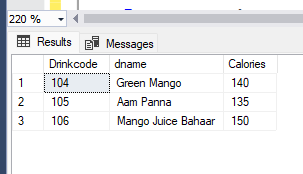 220 %
Results Messages
Drinkcode dname Calories
1 104 Green Mango 140
2 105 Aam Panna 135
3 106 Mango Juice Bahaar 150